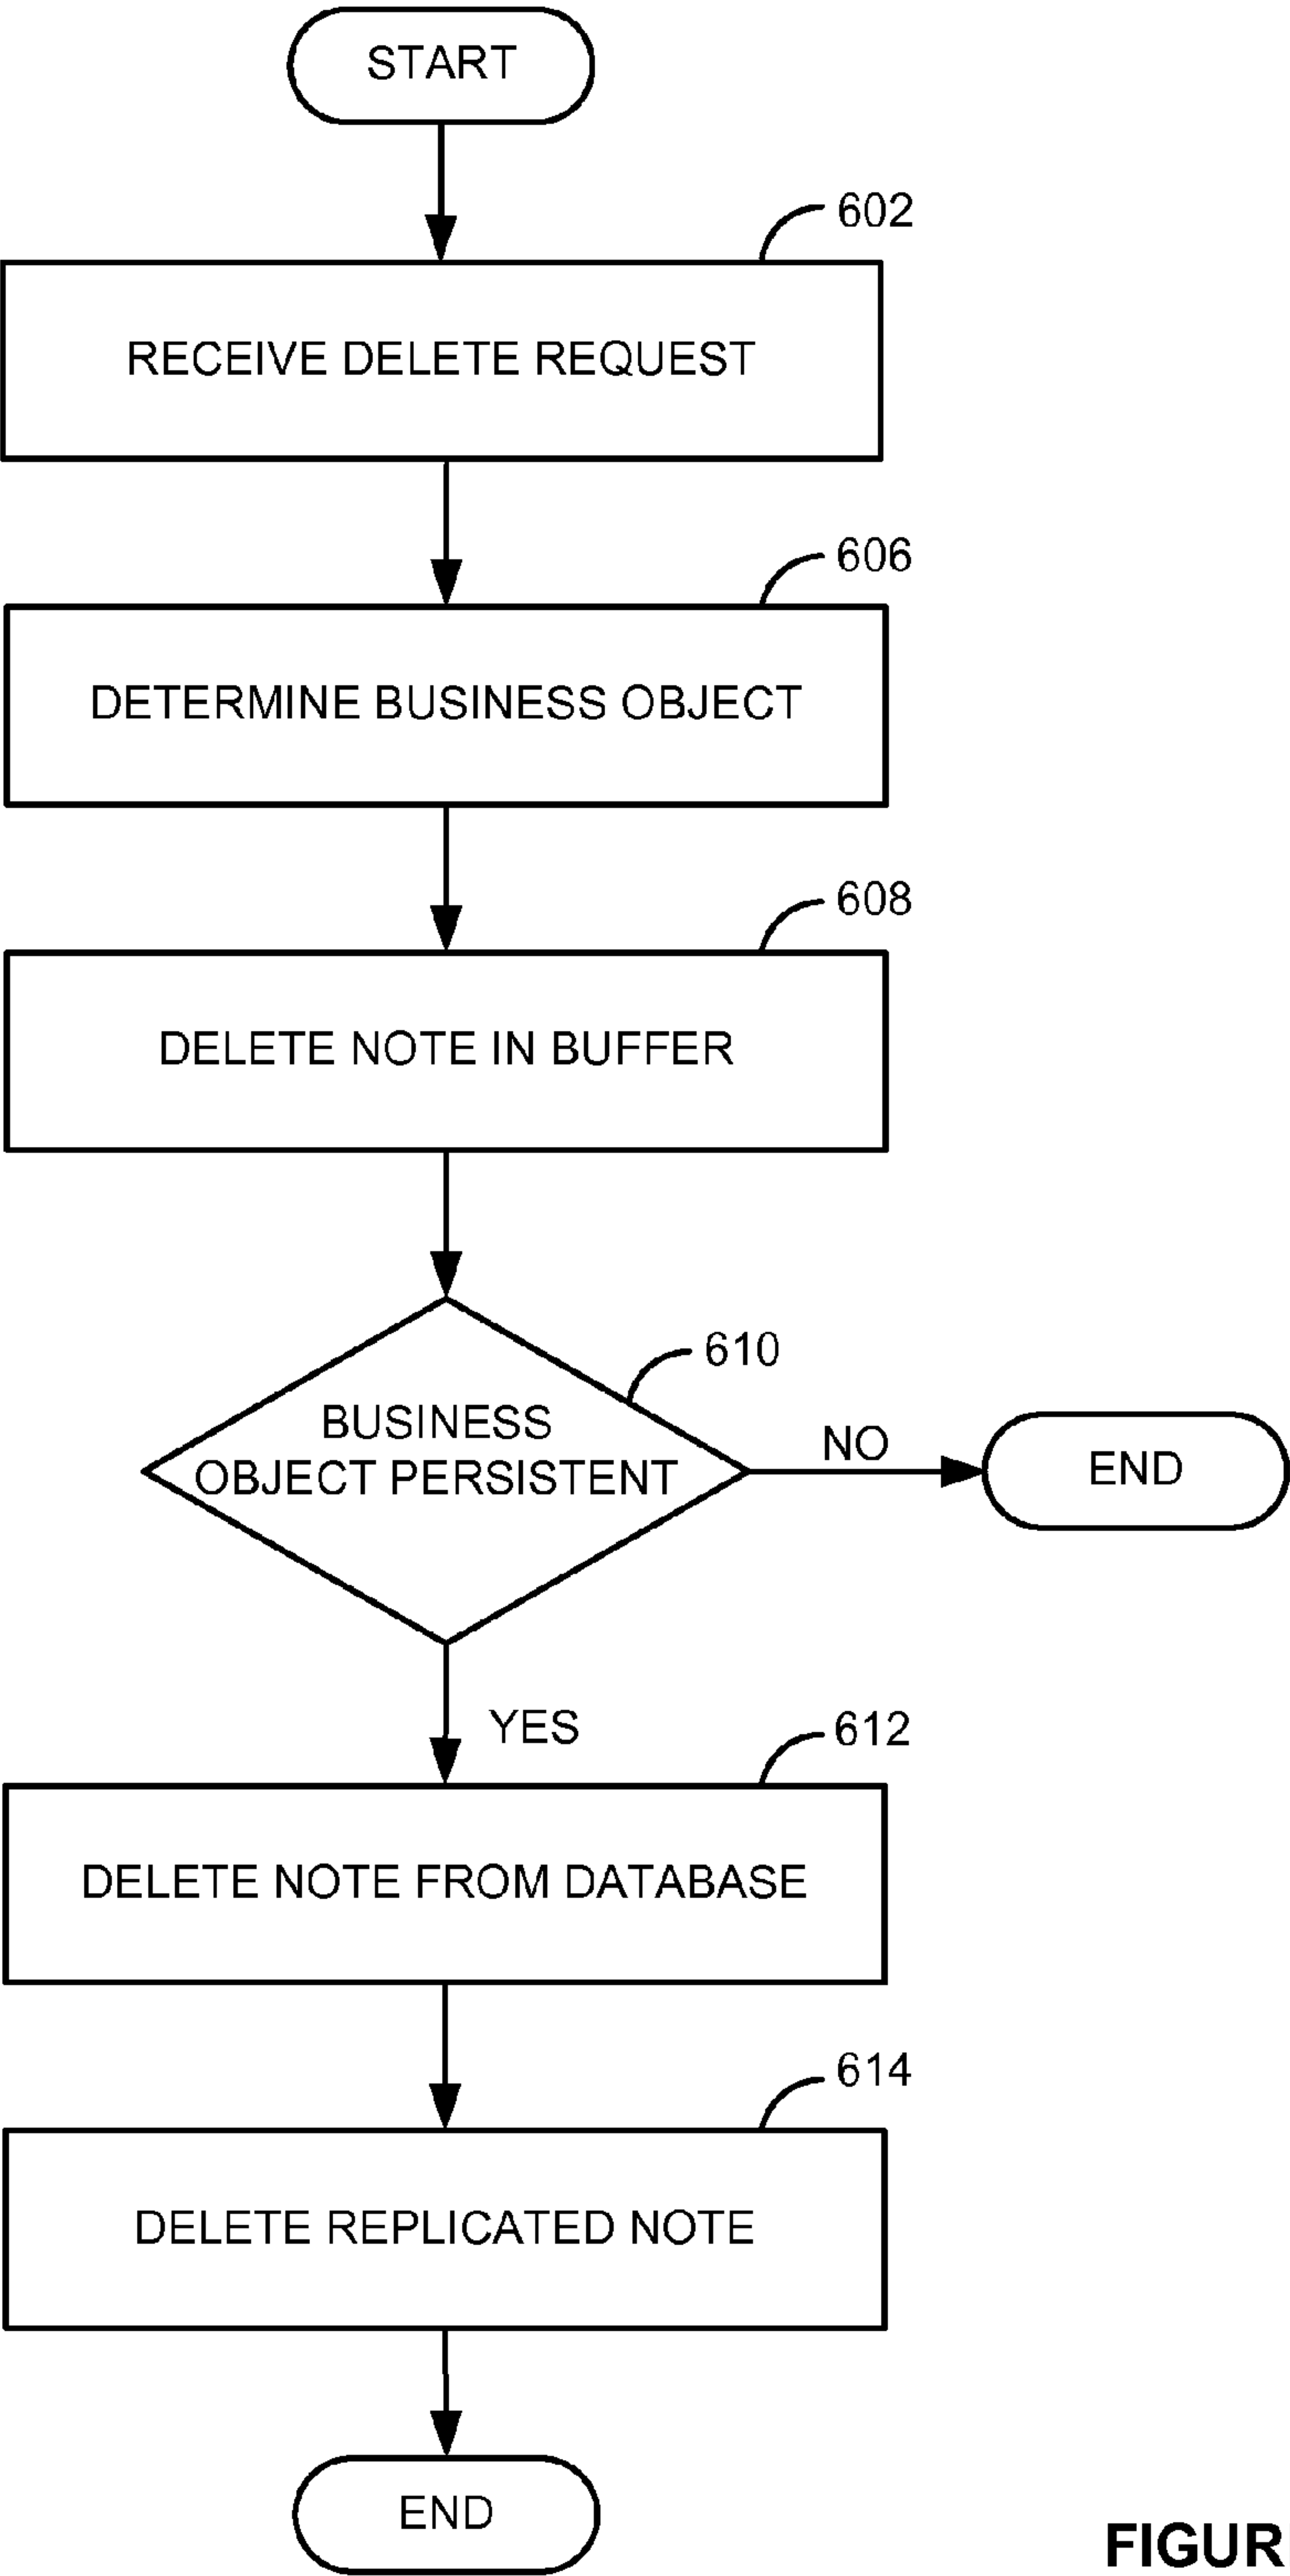 START
602
RECEIVE DELETE REQUEST
606
DETERMINE BUSINESS OBJECT
608
DELETE NOTE IN BUFFER
610
BUSINESS
OBJECT PERSISTENT
NO
END
YES
612
DELETE NOTE FROM DATABASE
614
DELETE REPLICATED NOTE
END